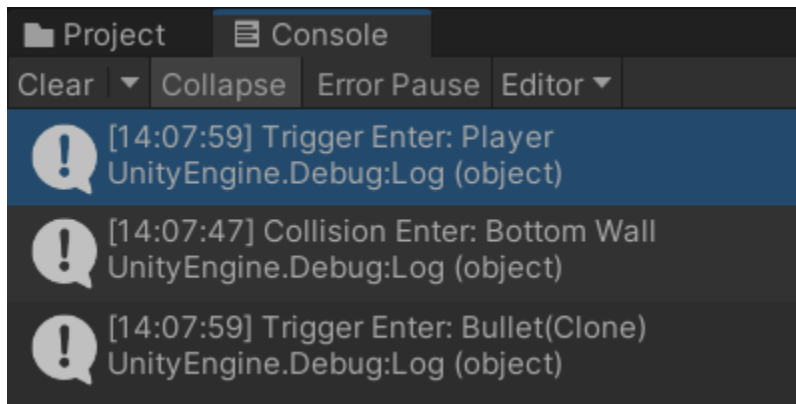 Project Console
Clear Collapse Error Pause Editor
[14:07:59] Trigger Enter: Player
UnityEngine.Debug:Log (object)
[14:07:47] Collision Enter: Bottom Wall
UnityEngine.Debug:Log (object)
[14:07:59] Trigger Enter: Bullet(Clone)
UnityEngine.Debug:Log (object)